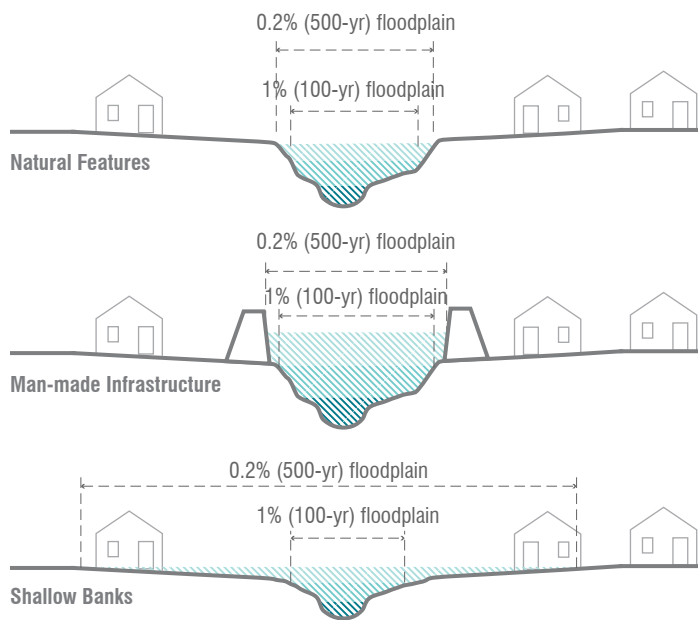 0.2% (500-yr) floodplain
1% (100-yr) floodplain
Natural Features
0.2% (500-yr) floodplain
1% (100-yr) floodplain
Man-made Infrastructure
0.2% (500-yr) floodplain
1% (100-yr) floodplain
Shallow Banks